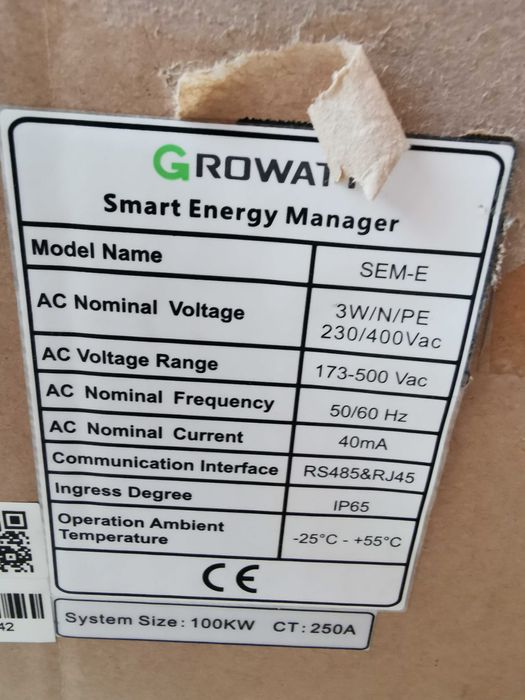 GROWATT
Smart Energy Manager
Model Name SEM-E
AC Nominal Voltage 3W/N/PE
230/400Vac
AC Voltage Range 173-500 Vac
AC Nominal Frequency 50/60 Hz
AC Nominal Current 40mA
Communication Interface RS485&RJ45
Ingress Degree IP65
Operation Ambient
Temperature -25°C - +55°C
CE
System Size: 100KW CT: 250A
42